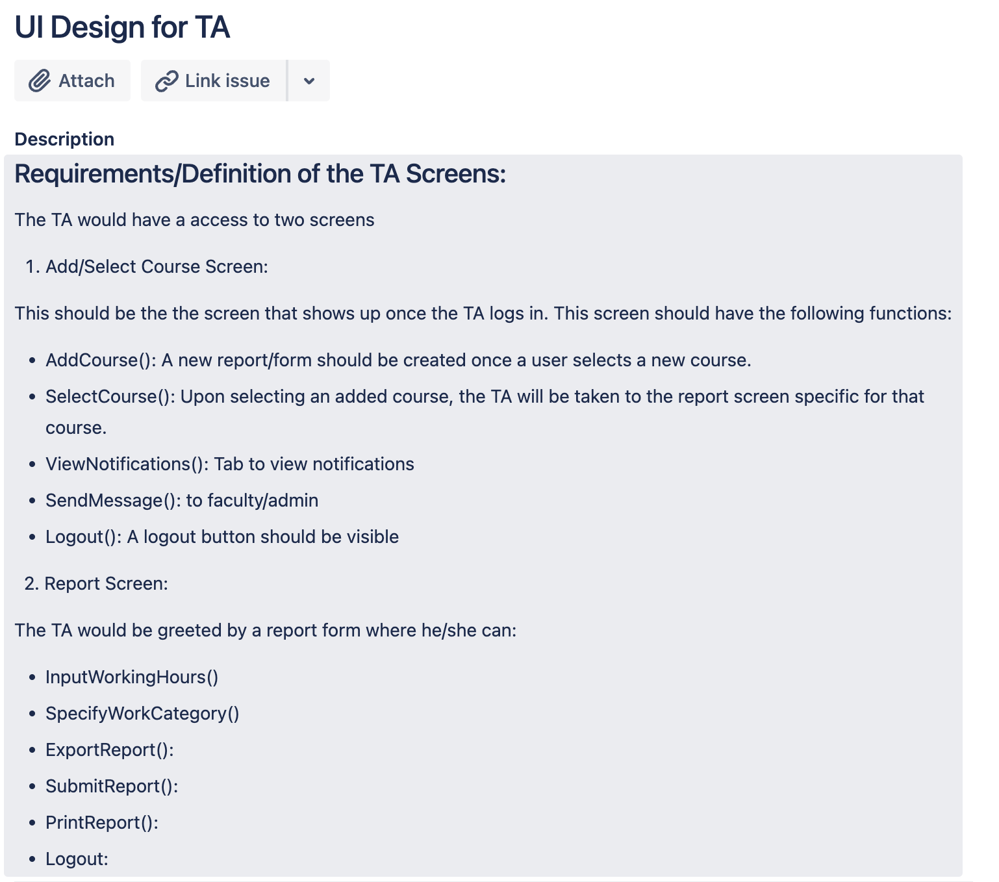 UI Design for TA
Attach
Link issue
Description
Requirements/Definition of the TA Screens:
The TA would have a access to two screens
1. Add/Select Course Screen:
This should be the the screen that shows up once the TA logs in. This screen should have the following functions:
• AddCourse(): A new report/form should be created once a user selects a new course.
• SelectCourse(): Upon selecting an added course, the TA will be taken to the report screen specific for that
course.
• ViewNotifications(): Tab to view notifications
• SendMessage(): to faculty/admin
• Logout(): A logout button should be visible
2. Report Screen:
The TA would be greeted by a report form where he/she can:
• InputWorkingHours()
• SpecifyWorkCategory()
• ExportReport():
• SubmitReport():
• PrintReport():
• Logout: